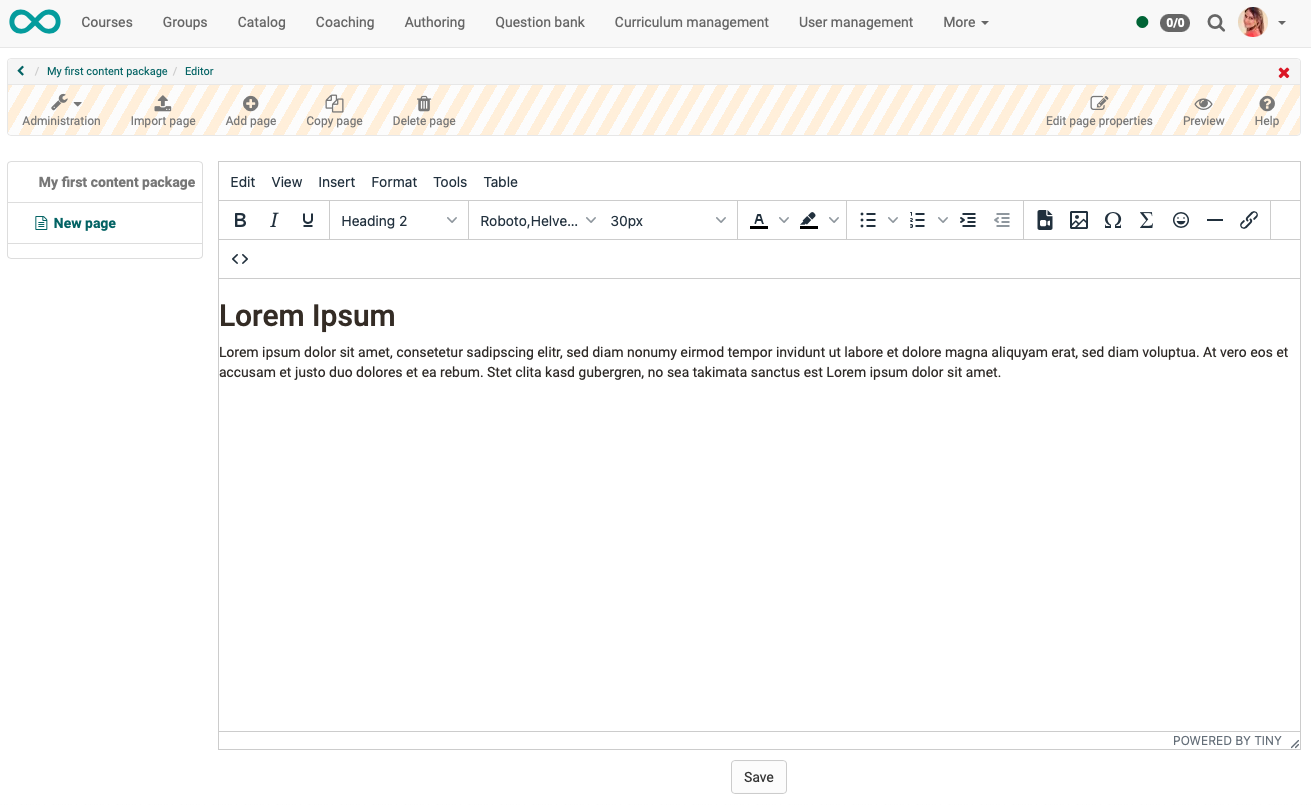 Courses Groups Catalog Coaching Authoring Question bank Curriculum management User management More 0/0
/ My first content package / Editor
Administration Import page Add page Copy page Delete page Edit page properties Preview Help
My first content package
New page
Edit View Insert Format Tools Table
B I U Heading 2 Roboto,Helve... 30px A Ω Σ
<>
Lorem Ipsum
Lorem ipsum dolor sit amet, consetetur sadipscing elitr, sed diam nonumy eirmod tempor invidunt ut labore et dolore magna aliquyam erat, sed diam voluptua. At vero eos et
accusam et justo duo dolores et ea rebum. Stet clita kasd gubergren, no sea takimata sanctus est Lorem ipsum dolor sit amet.
POWERED BY TINY
Save